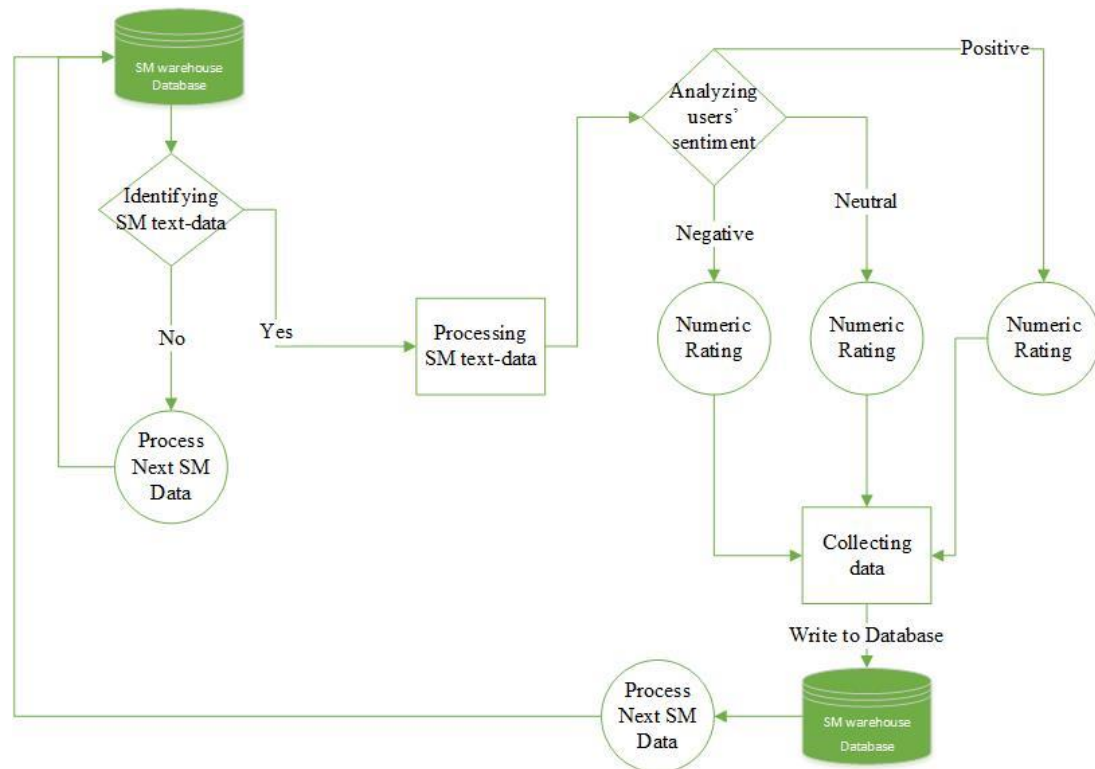 SM warehouse
Database
Identifying
SM text-data
No
Yes
Process
Next SM
Data
Processing
SM text-data
Analyzing
users’
sentiment
Positive
Neutral
Negative
Numeric
Rating
Numeric
Rating
Numeric
Rating
Collecting
data
Write to Database
SM warehouse
Database
Process
Next SM
Data